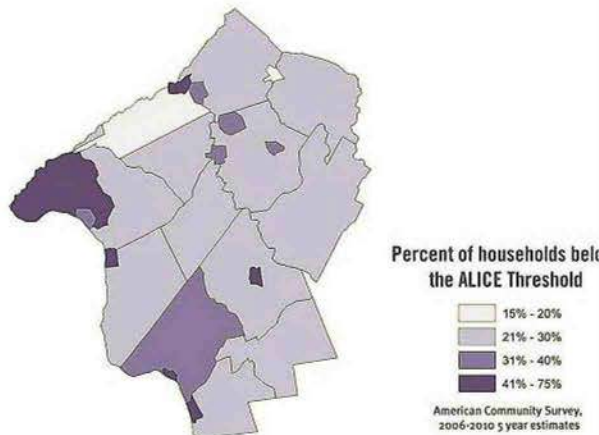 Percent of households belo
the ALICE Threshold
15% - 20%
21% - 30%
31% - 40%
41% - 75%
American Community Survey,
2006-2010 5 year estimates